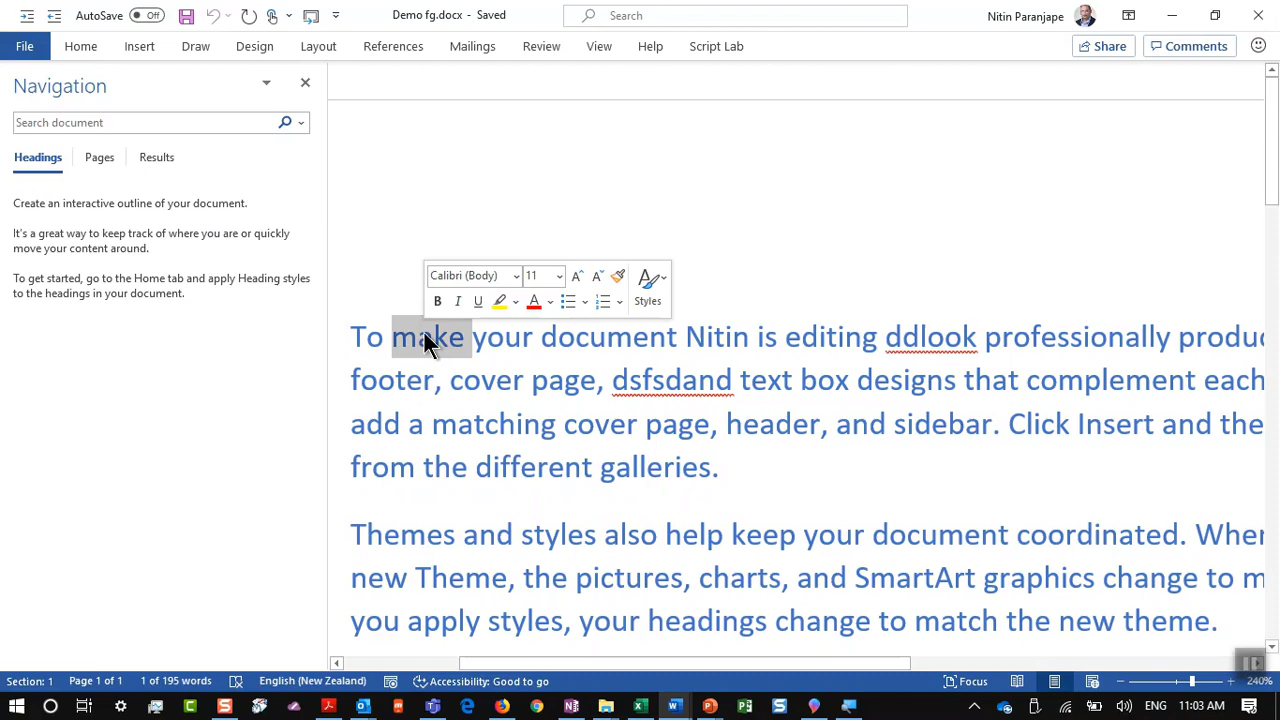 AutoSave Off Demo fg.docx - Saved Search Nitin Paranjape
File Home Insert Draw Design Layout References Mailings Review View Help Script Lab Share Comments
Navigation
Search document
Headings Pages Results
Create an interactive outline of your document.
It's a great way to keep track of where you are or quickly
move your content around.
To get started, go to the Home tab and apply Heading styles
to the headings in your document.
Calibri (Body) 11
B I U A Styles
To make your document Nitin is editing ddlook professionally produc
footer, cover page, dsfsdand text box designs that complement each
add a matching cover page, header, and sidebar. Click Insert and the
from the different galleries.
Themes and styles also help keep your document coordinated. Wher
new Theme, the pictures, charts, and SmartArt graphics change to m
you apply styles, your headings change to match the new theme.
Section: 1 Page 1 of 1 1 of 195 words English (New Zealand) Accessibility: Good to go Focus 240%
ENG 11:03 AM